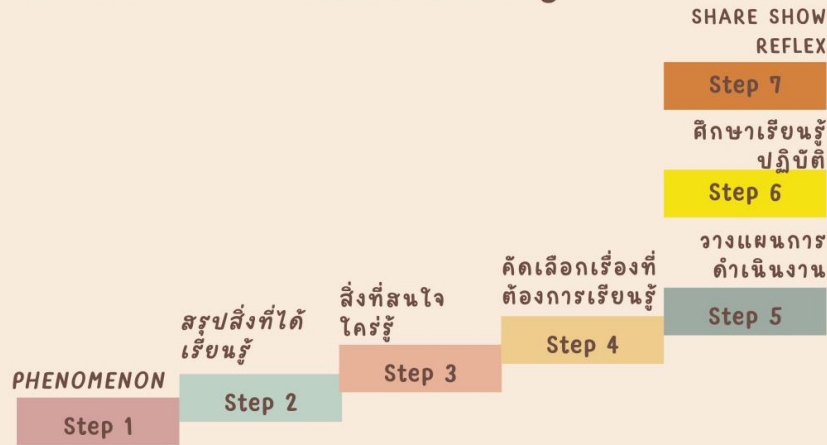 SHARE SHOW
REFLEX
Step 7
ศึกษาเรียนรู้
ปฏิบัติ
Step 6
วางแผนการ
ดำเนินงาน
Step 5
คัดเลือกเรื่องที่
ต้องการเรียนรู้
Step 4
สิ่งที่สนใจ
ใคร่รู้
Step 3
สรุปสิ่งที่ได้
เรียนรู้
Step 2
PHENOMENON
Step 1